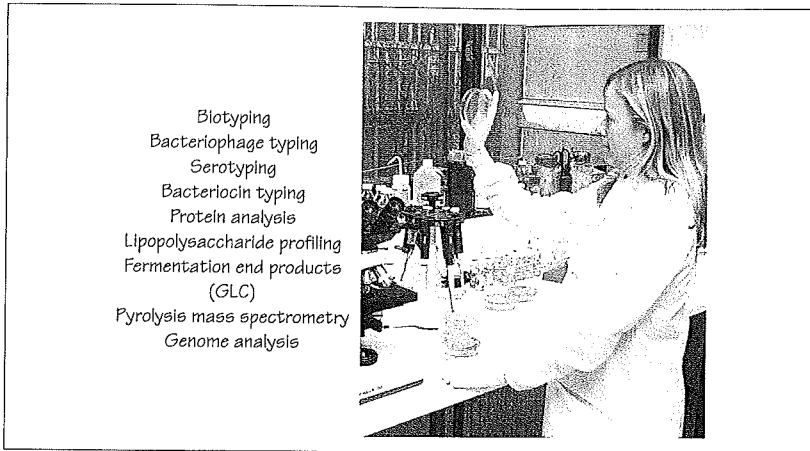 Biotyping
Bacteriophage typing
Serotyping
Bacteriocin typing
Protein analysis
Lipopolysaccharide profiling
Fermentation end products
(GLC)
Pyrolysis mass spectrometry
Genome analysis